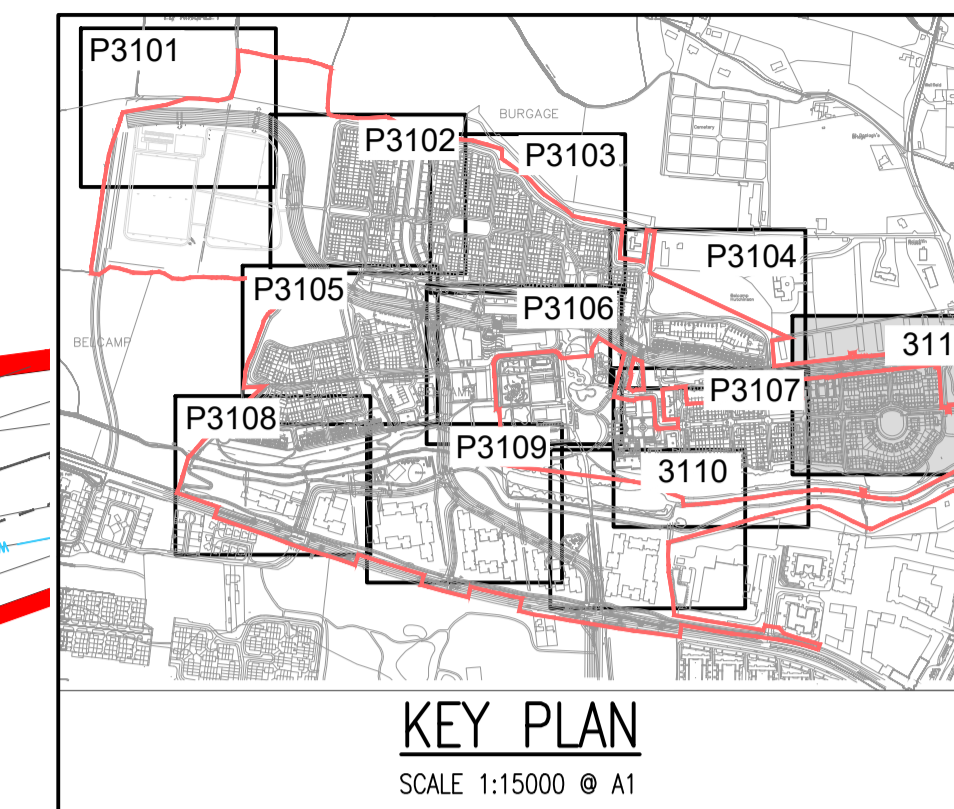 P3101
BURGAGE
P3102
P3103
Cemetery
P3104
P3105
P3106
BELCAMP
311
P3107
P3108
P3109
3110
KEY PLAN
SCALE 1:15000 @ A1